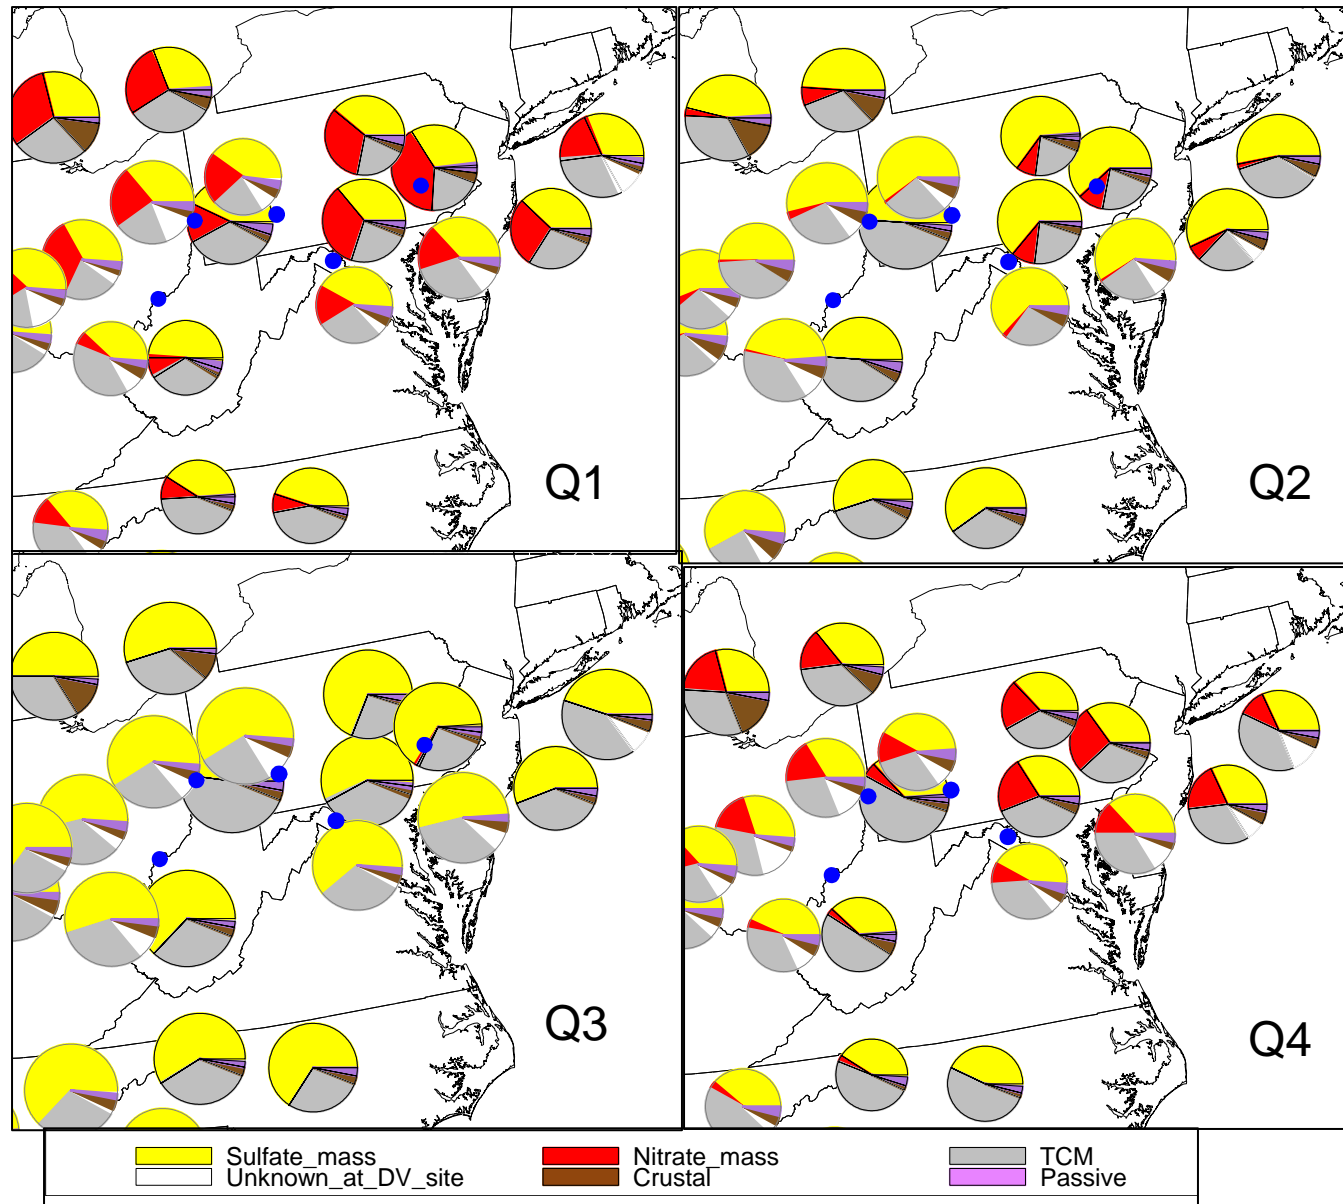 Q1
Q2
Q3
Q4
Sulfate_mass Nitrate_mass TCM
Unknown_at_DV_site Crustal Passive